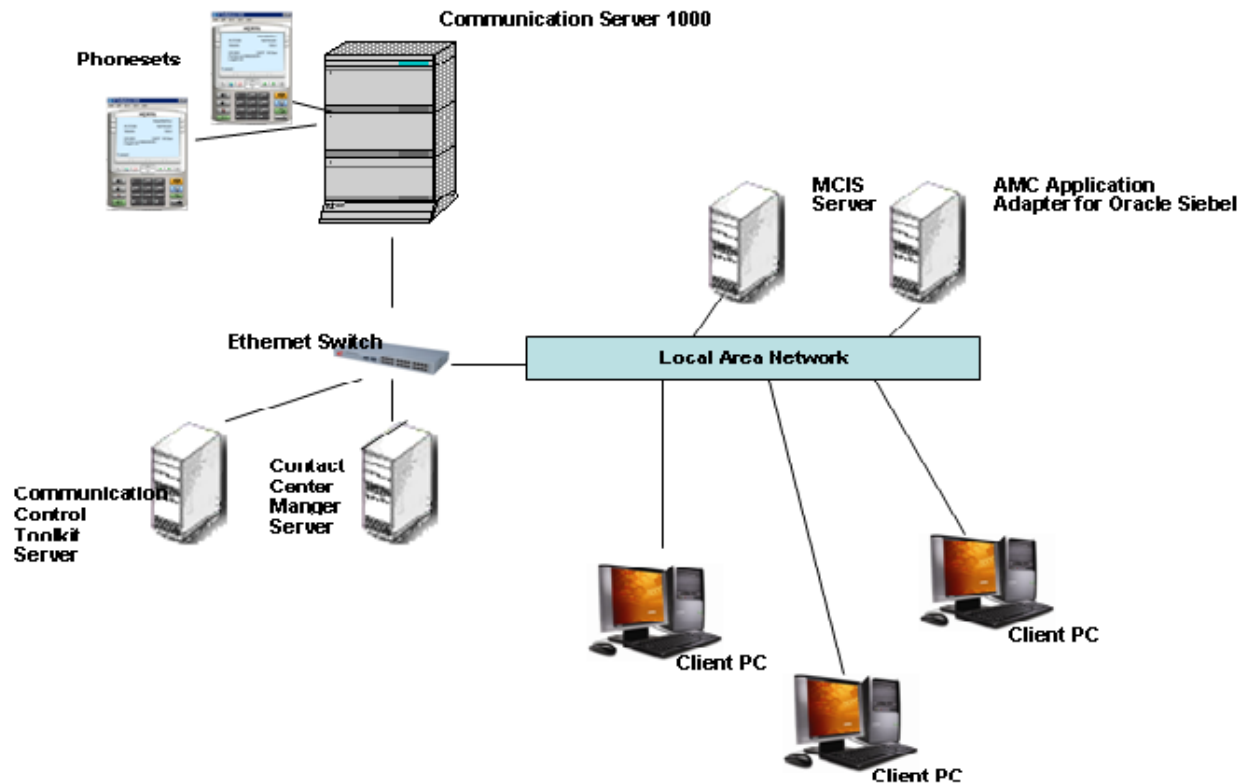 Communication Server 1000
Phonesets
MCIS
Server
AMC Application
Adapter for Oracle Siebel
Ethernet Switch
Local Area Network
Communication
Control
Toolkit
Server
Contact
Center
Manger
Server
Client PC
Client PC
Client PC